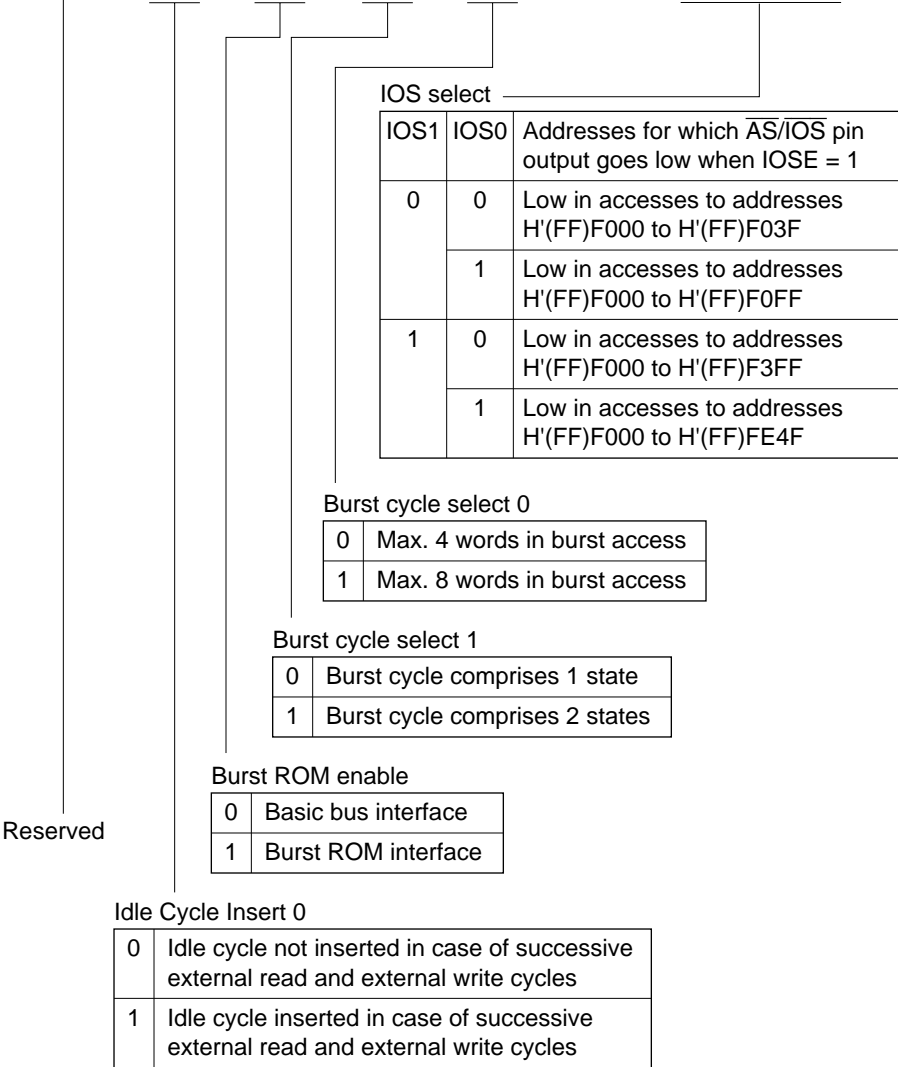 IOS select
IOS1 IOS0 Addresses for which A̅S̅/I̅O̅S̅ pin
output goes low when IOSE = 1
0 0 Low in accesses to addresses
H'(FF)F000 to H'(FF)F03F
1 Low in accesses to addresses
H'(FF)F000 to H'(FF)F0FF
1 0 Low in accesses to addresses
H'(FF)F000 to H'(FF)F3FF
1 Low in accesses to addresses
H'(FF)F000 to H'(FF)FE4F
Burst cycle select 0
0 Max. 4 words in burst access
1 Max. 8 words in burst access
Burst cycle select 1
0 Burst cycle comprises 1 state
1 Burst cycle comprises 2 states
Burst ROM enable
0 Basic bus interface
1 Burst ROM interface
Reserved
Idle Cycle Insert 0
0 Idle cycle not inserted in case of successive
external read and external write cycles
1 Idle cycle inserted in case of successive
external read and external write cycles